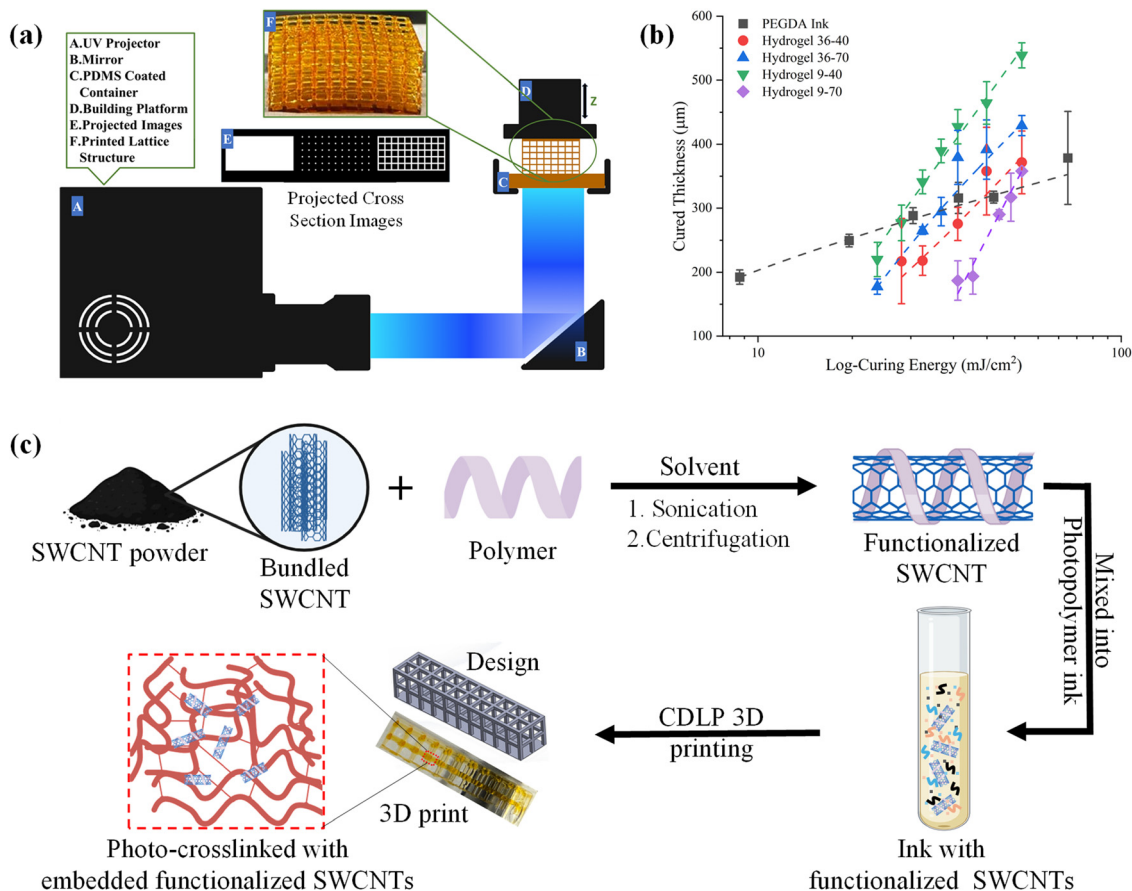 (a)
A.UV Projector
B.Mirror
C.PDMS Coated
Container
D.Building Platform
E.Projected Images
F.Printed Lattice
Structure
F
D
Z
E
C
Projected Cross
Section Images
A
B
(b)
PEGDA Ink
Hydrogel 36-40
Hydrogel 36-70
Hydrogel 9-40
Hydrogel 9-70
Cured Thickness (μm)
600
500
400
300
200
100
10
100
Log-Curing Energy (mJ/cm²)
(c)
SWCNT powder
Bundled
SWCNT
+
Polymer
Solvent
1. Sonication
2.Centrifugation
Functionalized
SWCNT
Mixed into
Photopolymer ink
Ink with
functionalized SWCNTs
CDLP 3D
printing
Design
3D print
Photo-crosslinked with
embedded functionalized SWCNTs